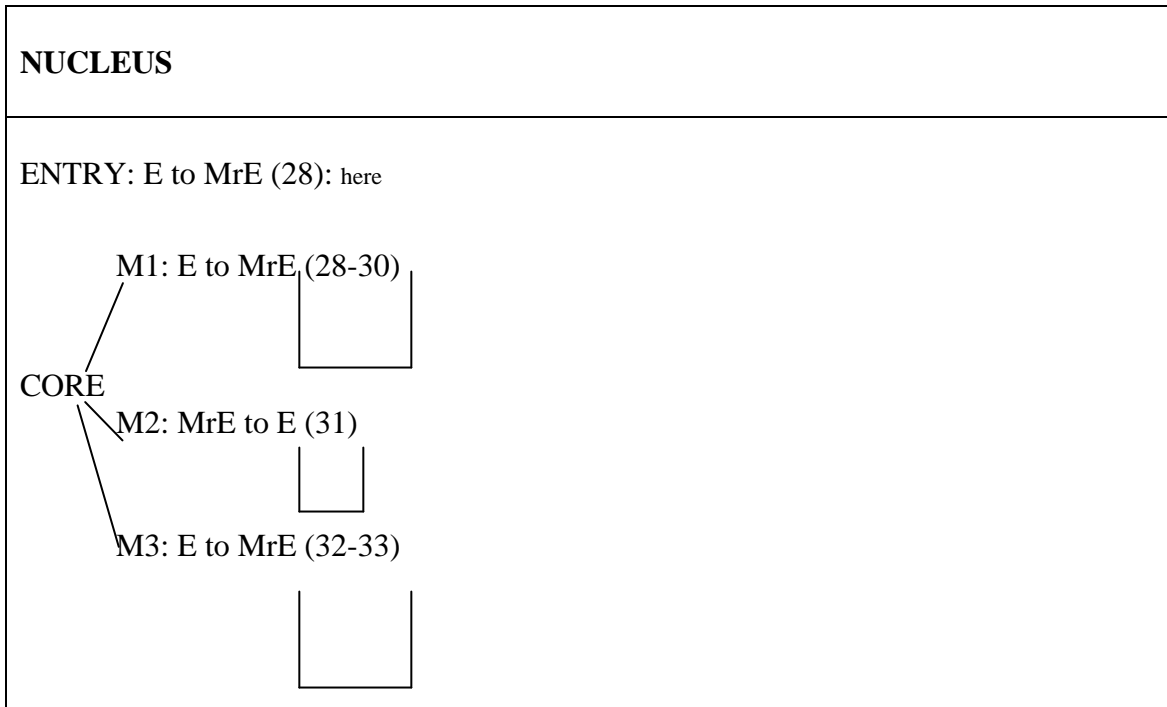 NUCLEUS
ENTRY: E to MrE (28): here
M1: E to MrE (28-30)
CORE
M2: MrE to E (31)
M3: E to MrE (32-33)